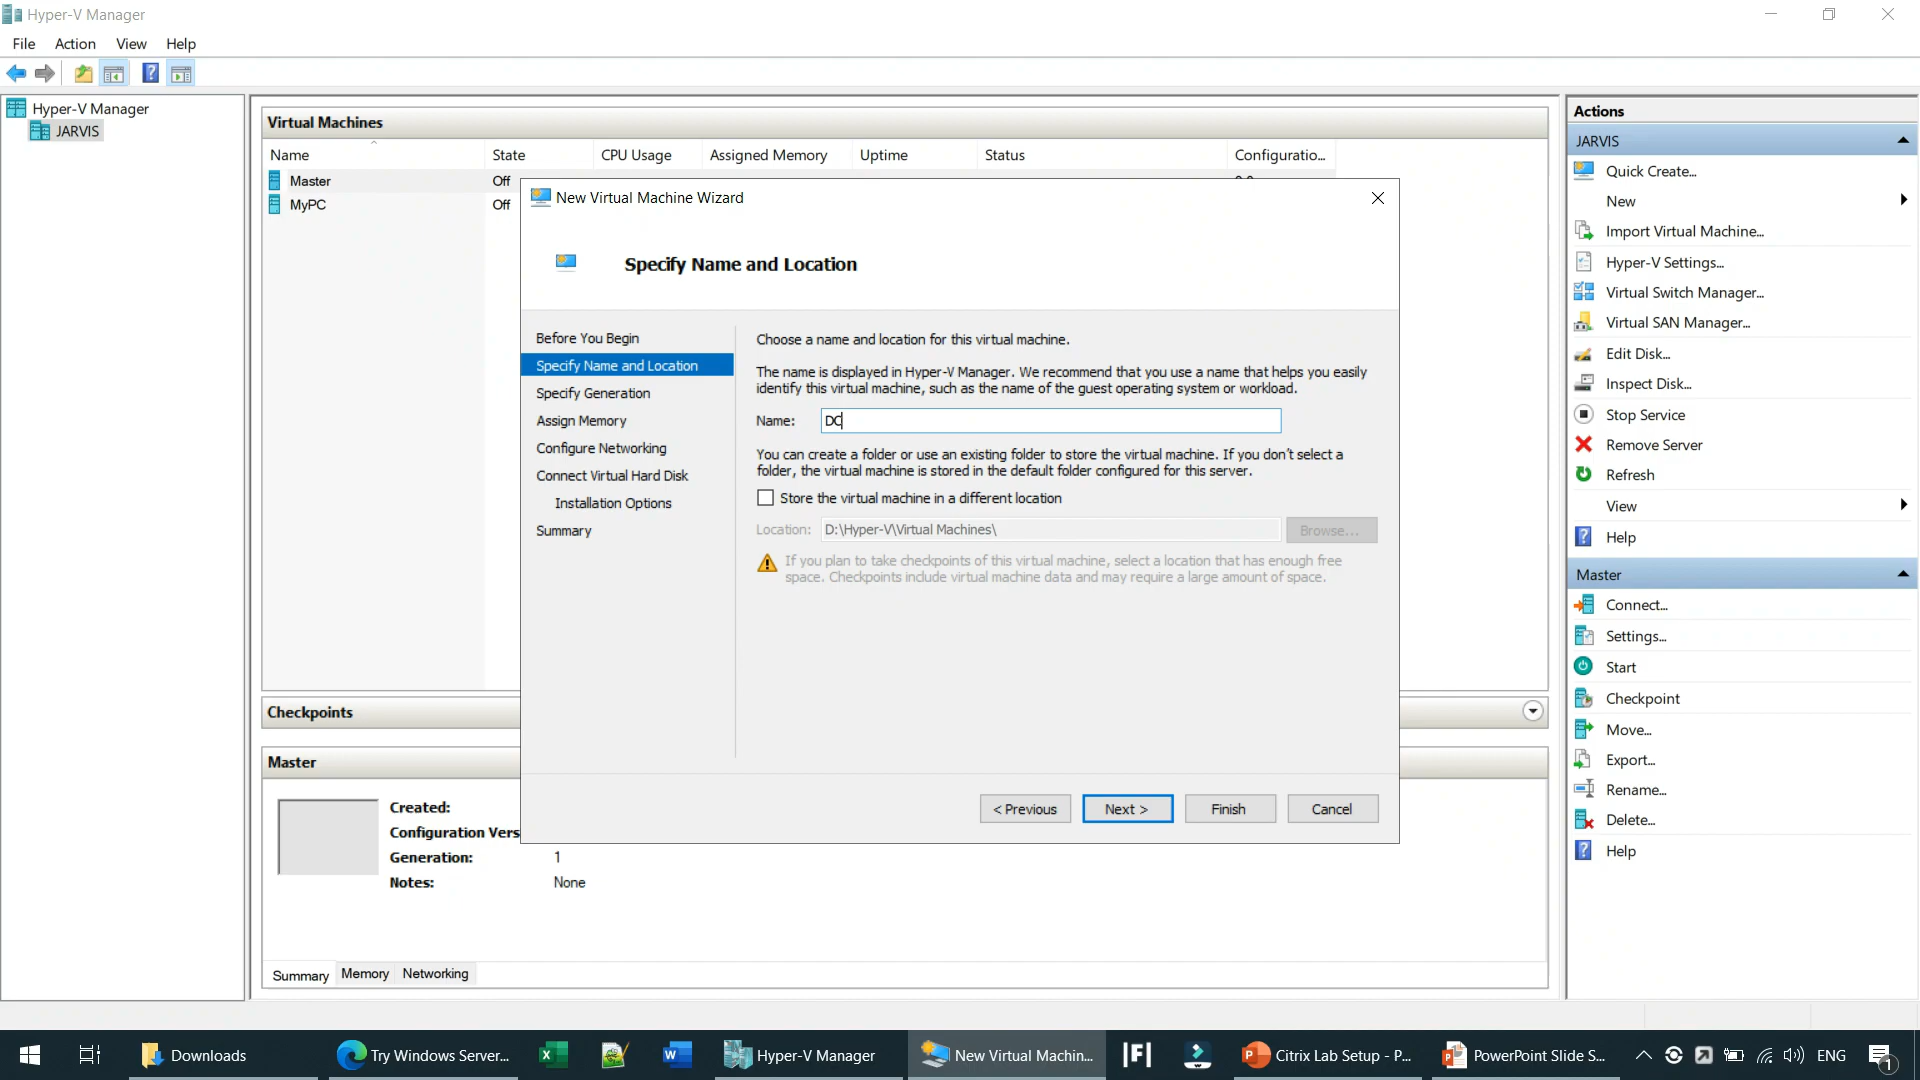 Hyper-V Manager
File Action View Help
Hyper-V Manager
JARVIS
Virtual Machines
Name State CPU Usage Assigned Memory Uptime Status Configuratio...
Master Off
MyPC Off
New Virtual Machine Wizard
Specify Name and Location
Before You Begin
Specify Name and Location
Specify Generation
Assign Memory
Configure Networking
Connect Virtual Hard Disk
Installation Options
Summary
Choose a name and location for this virtual machine.
The name is displayed in Hyper-V Manager. We recommend that you use a name that helps you easily
identify this virtual machine, such as the name of the guest operating system or workload.
Name: DC
You can create a folder or use an existing folder to store the virtual machine. If you don't select a
folder, the virtual machine is stored in the default folder configured for this server.
Store the virtual machine in a different location
Location: D:\Hyper-V\Virtual Machines\ Browse...
If you plan to take checkpoints of this virtual machine, select a location that has enough free
space. Checkpoints include virtual machine data and may require a large amount of space.
< Previous Next > Finish Cancel
Checkpoints
Master
Created:
Configuration Vers
Generation: 1
Notes: None
Summary Memory Networking
Actions
JARVIS
Quick Create...
New
Import Virtual Machine...
Hyper-V Settings...
Virtual Switch Manager...
Virtual SAN Manager...
Edit Disk...
Inspect Disk...
Stop Service
Remove Server
Refresh
View
Help
Master
Connect...
Settings...
Start
Checkpoint
Move...
Export...
Rename...
Delete...
Help
Downloads Try Windows Server... Hyper-V Manager New Virtual Machin... Citrix Lab Setup - P... PowerPoint Slide S... ENG 1